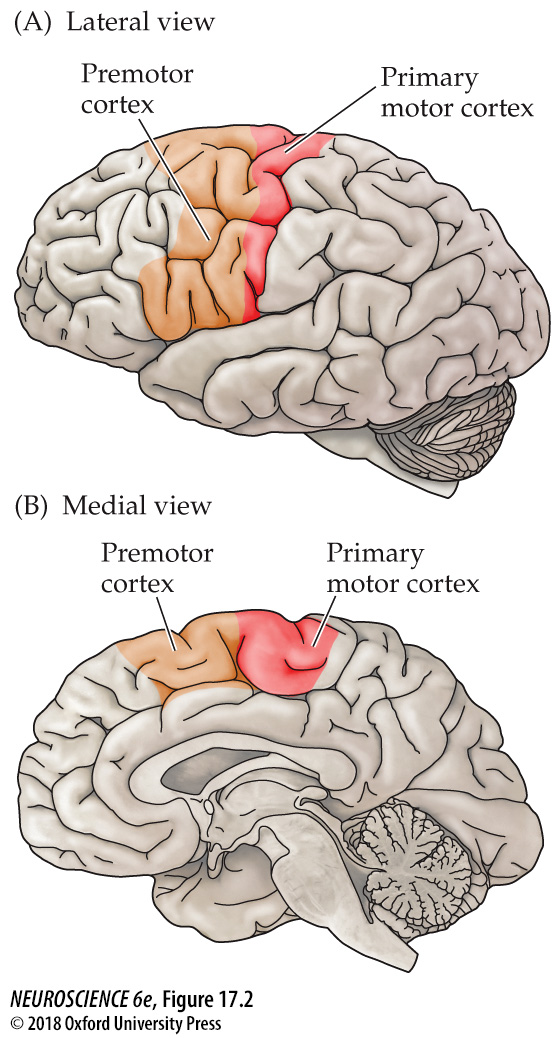 (A) Lateral view
Premotor
cortex
Primary
motor cortex
(B) Medial view
Premotor
cortex
Primary
motor cortex
NEUROSCIENCE 6e, Figure 17.2
© 2018 Oxford University Press